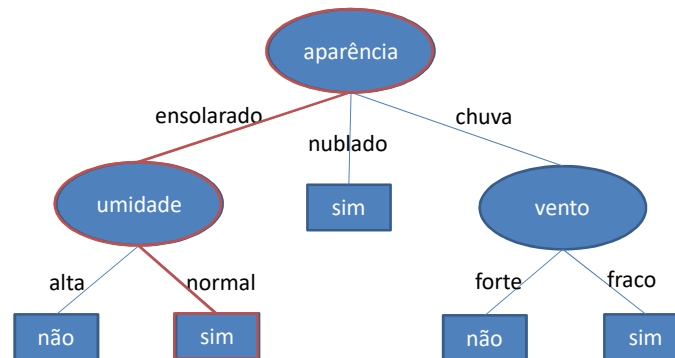 aparência
ensolarado
nublado
chuva
umidade
sim
vento
alta
normal
forte
fraco
não
sim
não
sim